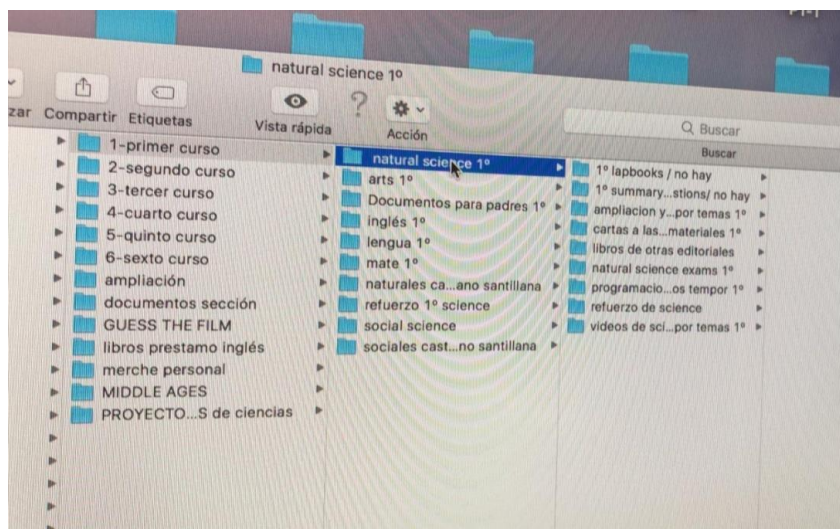 natural science 1º
zar
Compartir
Etiquetas
Vista rápida
?
Acción
Buscar
Buscar
1-primer curso
2-segundo curso
3-tercer curso
4-cuarto curso
5-quinto curso
6-sexto curso
ampliación
documentos sección
GUESS THE FILM
libros prestamo inglés
merche personal
MIDDLE AGES
PROYECTO...S de ciencias
natural science 1º
arts 1º
Documentos para padres 1º
inglés 1º
lengua 1º
mate 1º
naturales ca...ano santillana
refuerzo 1º science
social science
sociales cast...no santillana
1º lapbooks / no hay
1º summary...stions/ no hay
ampliacion y...por temas 1º
cartas a las...materiales 1º
libros de otras editoriales
natural science exams 1º
programacio...os tempor 1º
refuerzo de science
videos de sci...por temas 1º